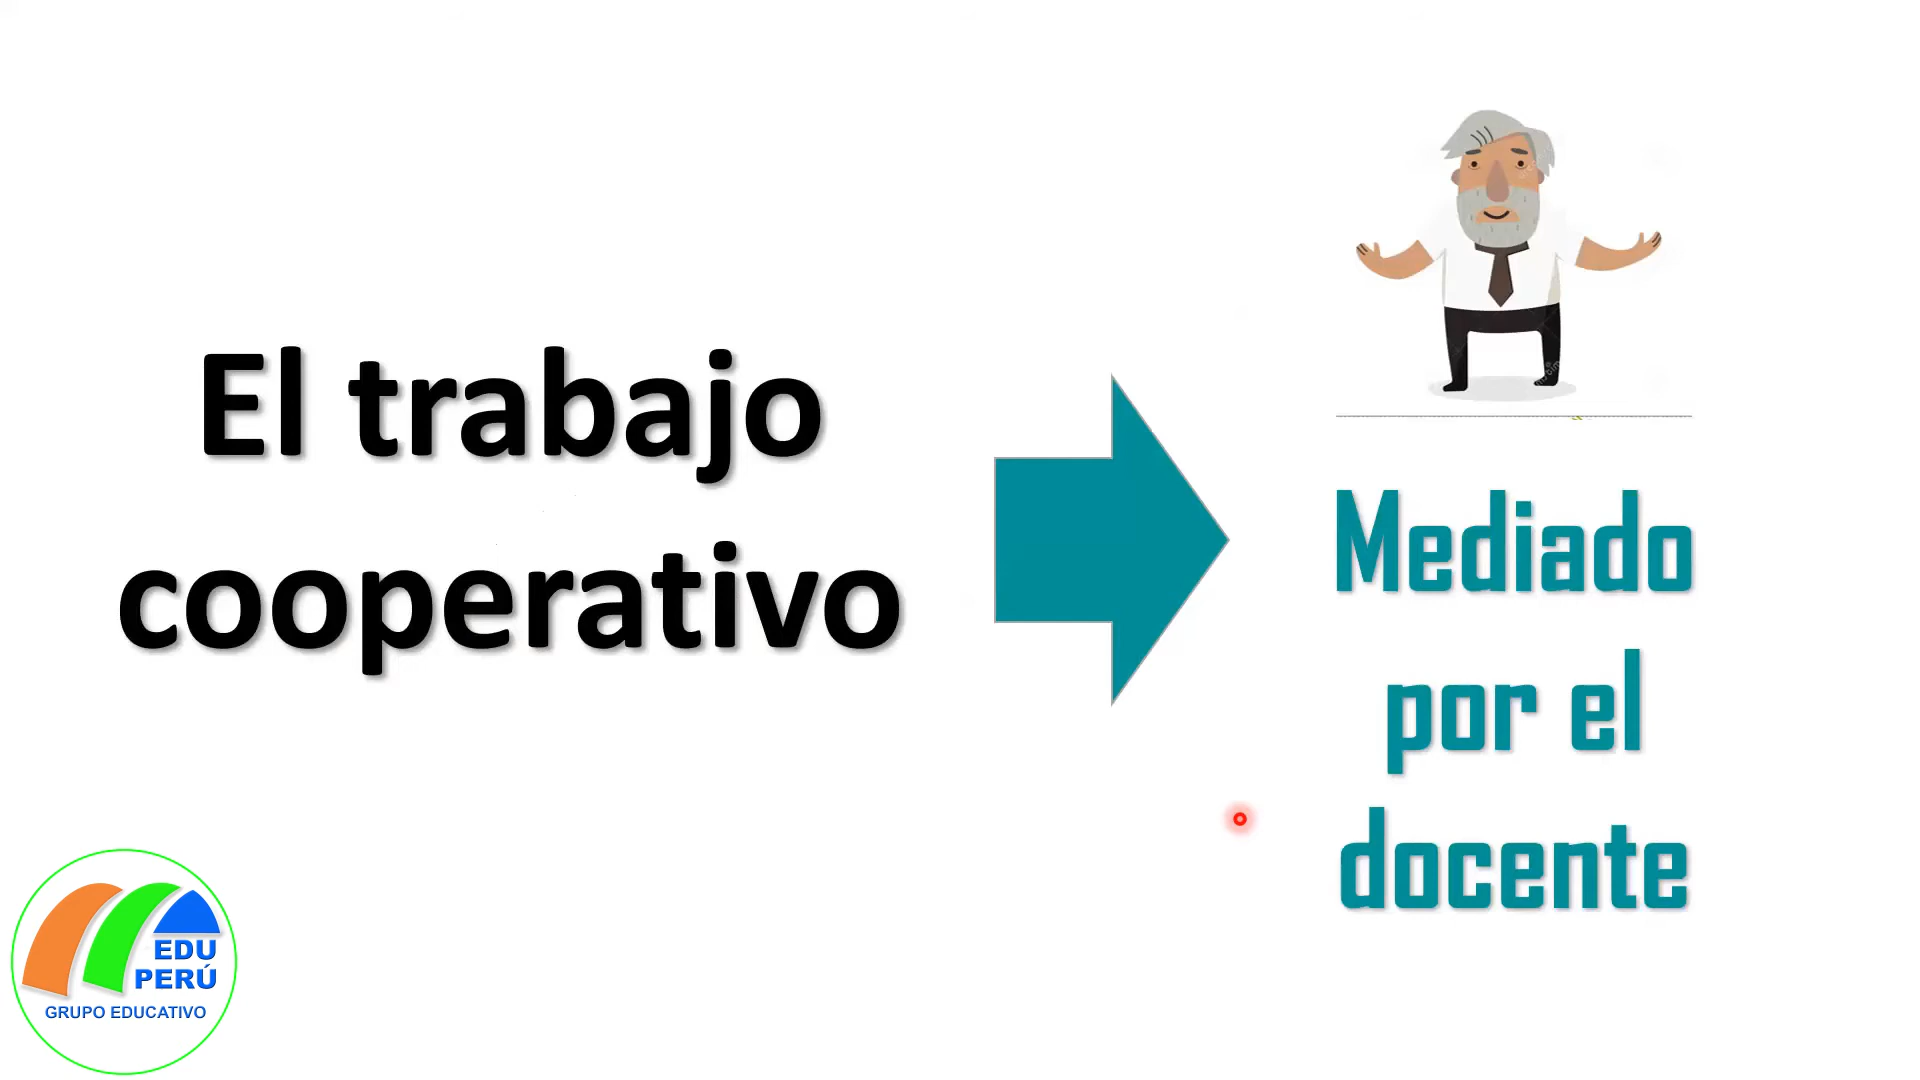 El trabajo
cooperativo
Mediado
por el
docente
EDU
PERÚ
GRUPO EDUCATIVO